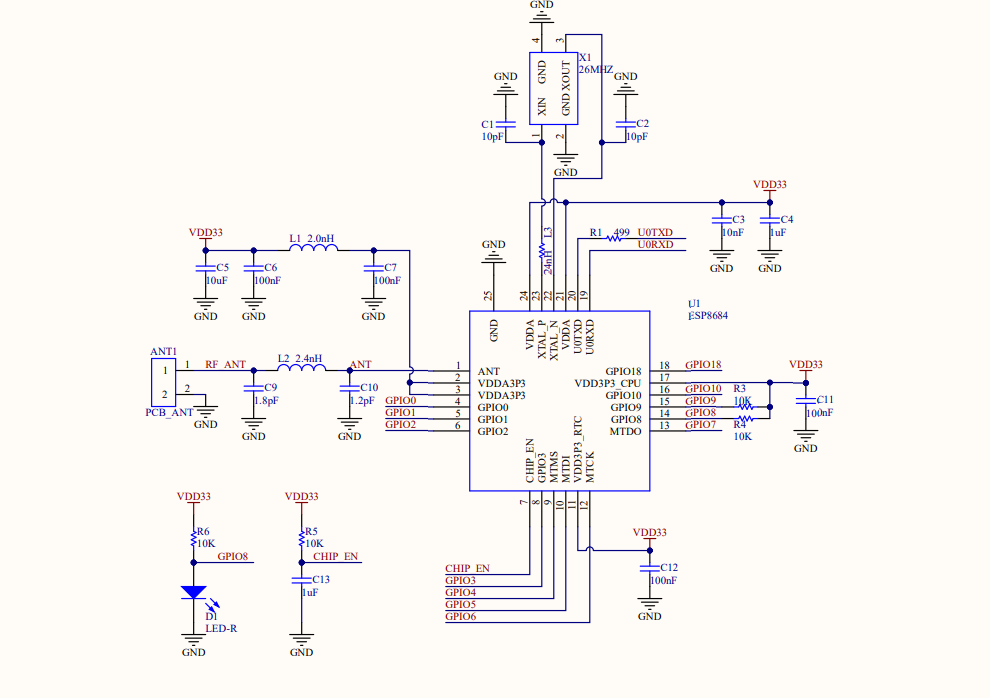 GND
4
3
X1
26MHZ
GND
XOUT
XIN
GND
GND
GND
C1
10pF
C2
10pF
1
2
GND
VDD33
C3
10nF
C4
1uF
GND
GND
R1 499 U0TXD
U0RXD
L3
24nH
VDD33
L1 2.0nH
C5
10uF
C6
100nF
C7
100nF
GND
GND
GND
GND
25
24
23
22
21
20
19
U1
ESP8684
GND
VDDA
XTAL_P
XTAL_N
VDDA
U0TXD
U0RXD
ANT1
1
2
PCB_ANT
1
2
RF_ANT
L2 2.4nH
ANT
C9
1.8pF
C10
1.2pF
GND
GND
GND
GPIO0
GPIO1
GPIO2
1
2
3
4
5
6
ANT
VDDA3P3
VDDA3P3
GPIO0
GPIO1
GPIO2
GPIO18
VDD3P3_CPU
GPIO10
GPIO9
GPIO8
MTDO
18
17
16
15
14
13
GPIO18
GPIO10
GPIO9
GPIO8
GPIO7
R3
10K
R4
10K
VDD33
C11
100nF
GND
CHIP_EN
GPIO3
MTMS
MTDI
VDD3P3_RTC
MTCK
7
8
9
10
11
12
VDD33
R6
10K
GPIO8
D1
LED-R
GND
VDD33
R5
10K
CHIP_EN
C13
1uF
GND
CHIP_EN
GPIO3
GPIO4
GPIO5
GPIO6
VDD33
C12
100nF
GND